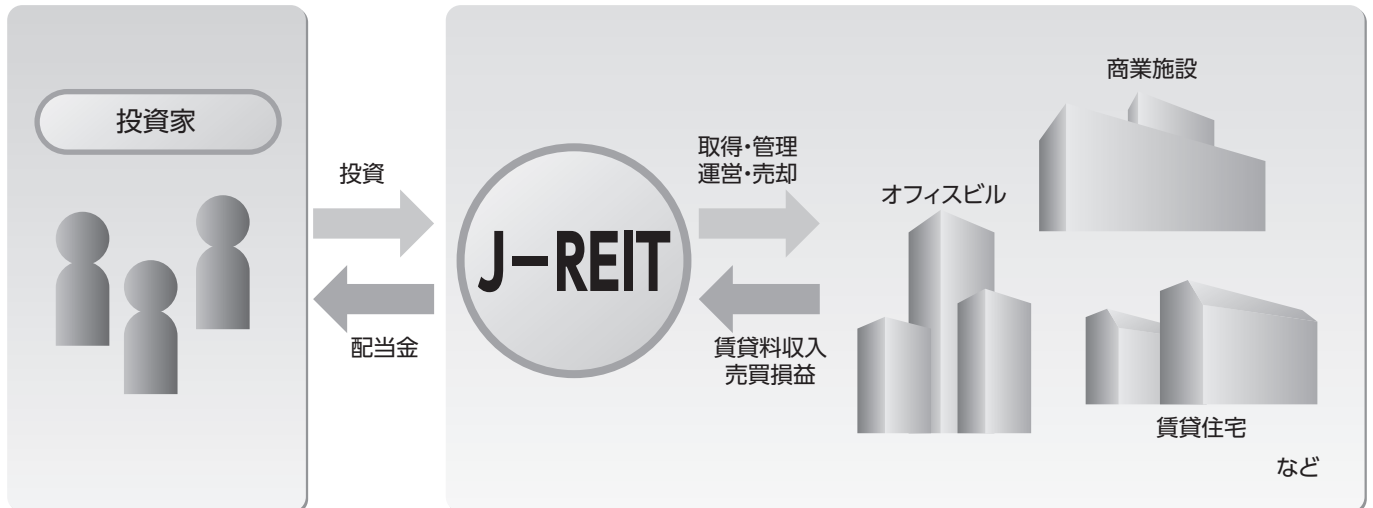 投資家
投資
配当金
J-REIT
取得・管理
運営・売却
賃貸料収入
売買損益
商業施設
オフィスビル
賃貸住宅
など